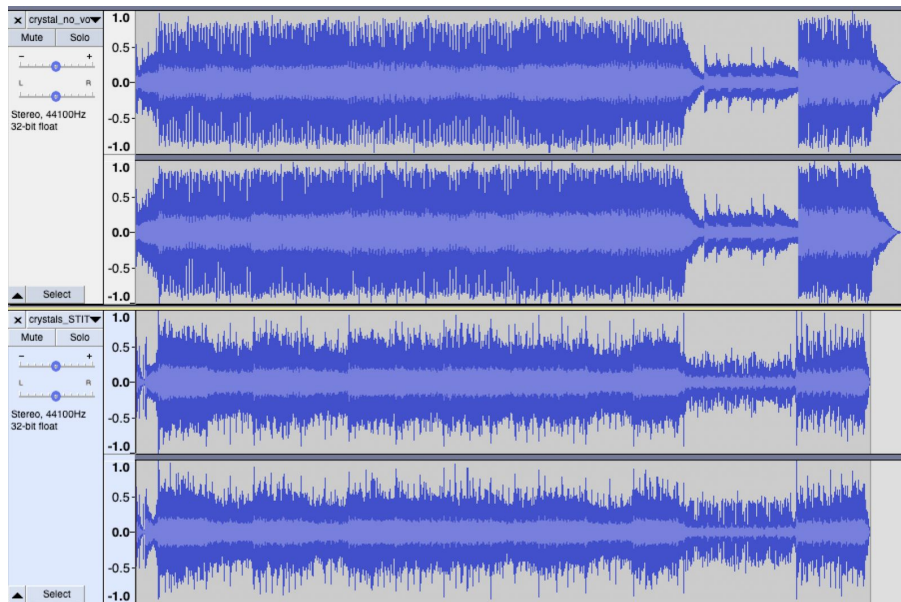 × crystal_no_vo
Mute Solo
- +
L R
Stereo, 44100Hz
32-bit float
Select
1.0
0.5-
0.0-
-0.5-
-1.0
1.0
0.5-
0.0-
-0.5-
-1.0
× crystals_STIT
Mute Solo
- +
L R
Stereo, 44100Hz
32-bit float
Select
1.0
0.5-
0.0-
-0.5-
-1.0
1.0
0.5-
0.0-
-0.5-
-1.0